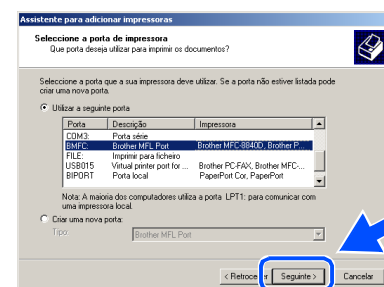 Assistente para adicionar impressoras
Seleccione a porta de impressora
Que porta deseja utilizar para imprimir os documentos?
Seleccione a porta que a sua impressora deve utilizar. Se a porta não estiver listada pode
criar uma nova porta.
Utilizar a seguinte porta
Porta Descrição Impressora
COM3: Porta série
BMFC: Brother MFL Port Brother MFC-8840D, Brother P...
FILE: Imprimir para ficheiro
USB015 Virtual printer port for ... Brother PC-FAX, Brother MFC-...
BIPORT Porta local PaperPort Cor, PaperPort
Nota: A maioria dos computadores utiliza a porta LPT1: para comunicar com
uma impressora local.
Criar uma nova porta:
Tipo: Brother MFL Port
< Retroceder Seguinte > Cancelar